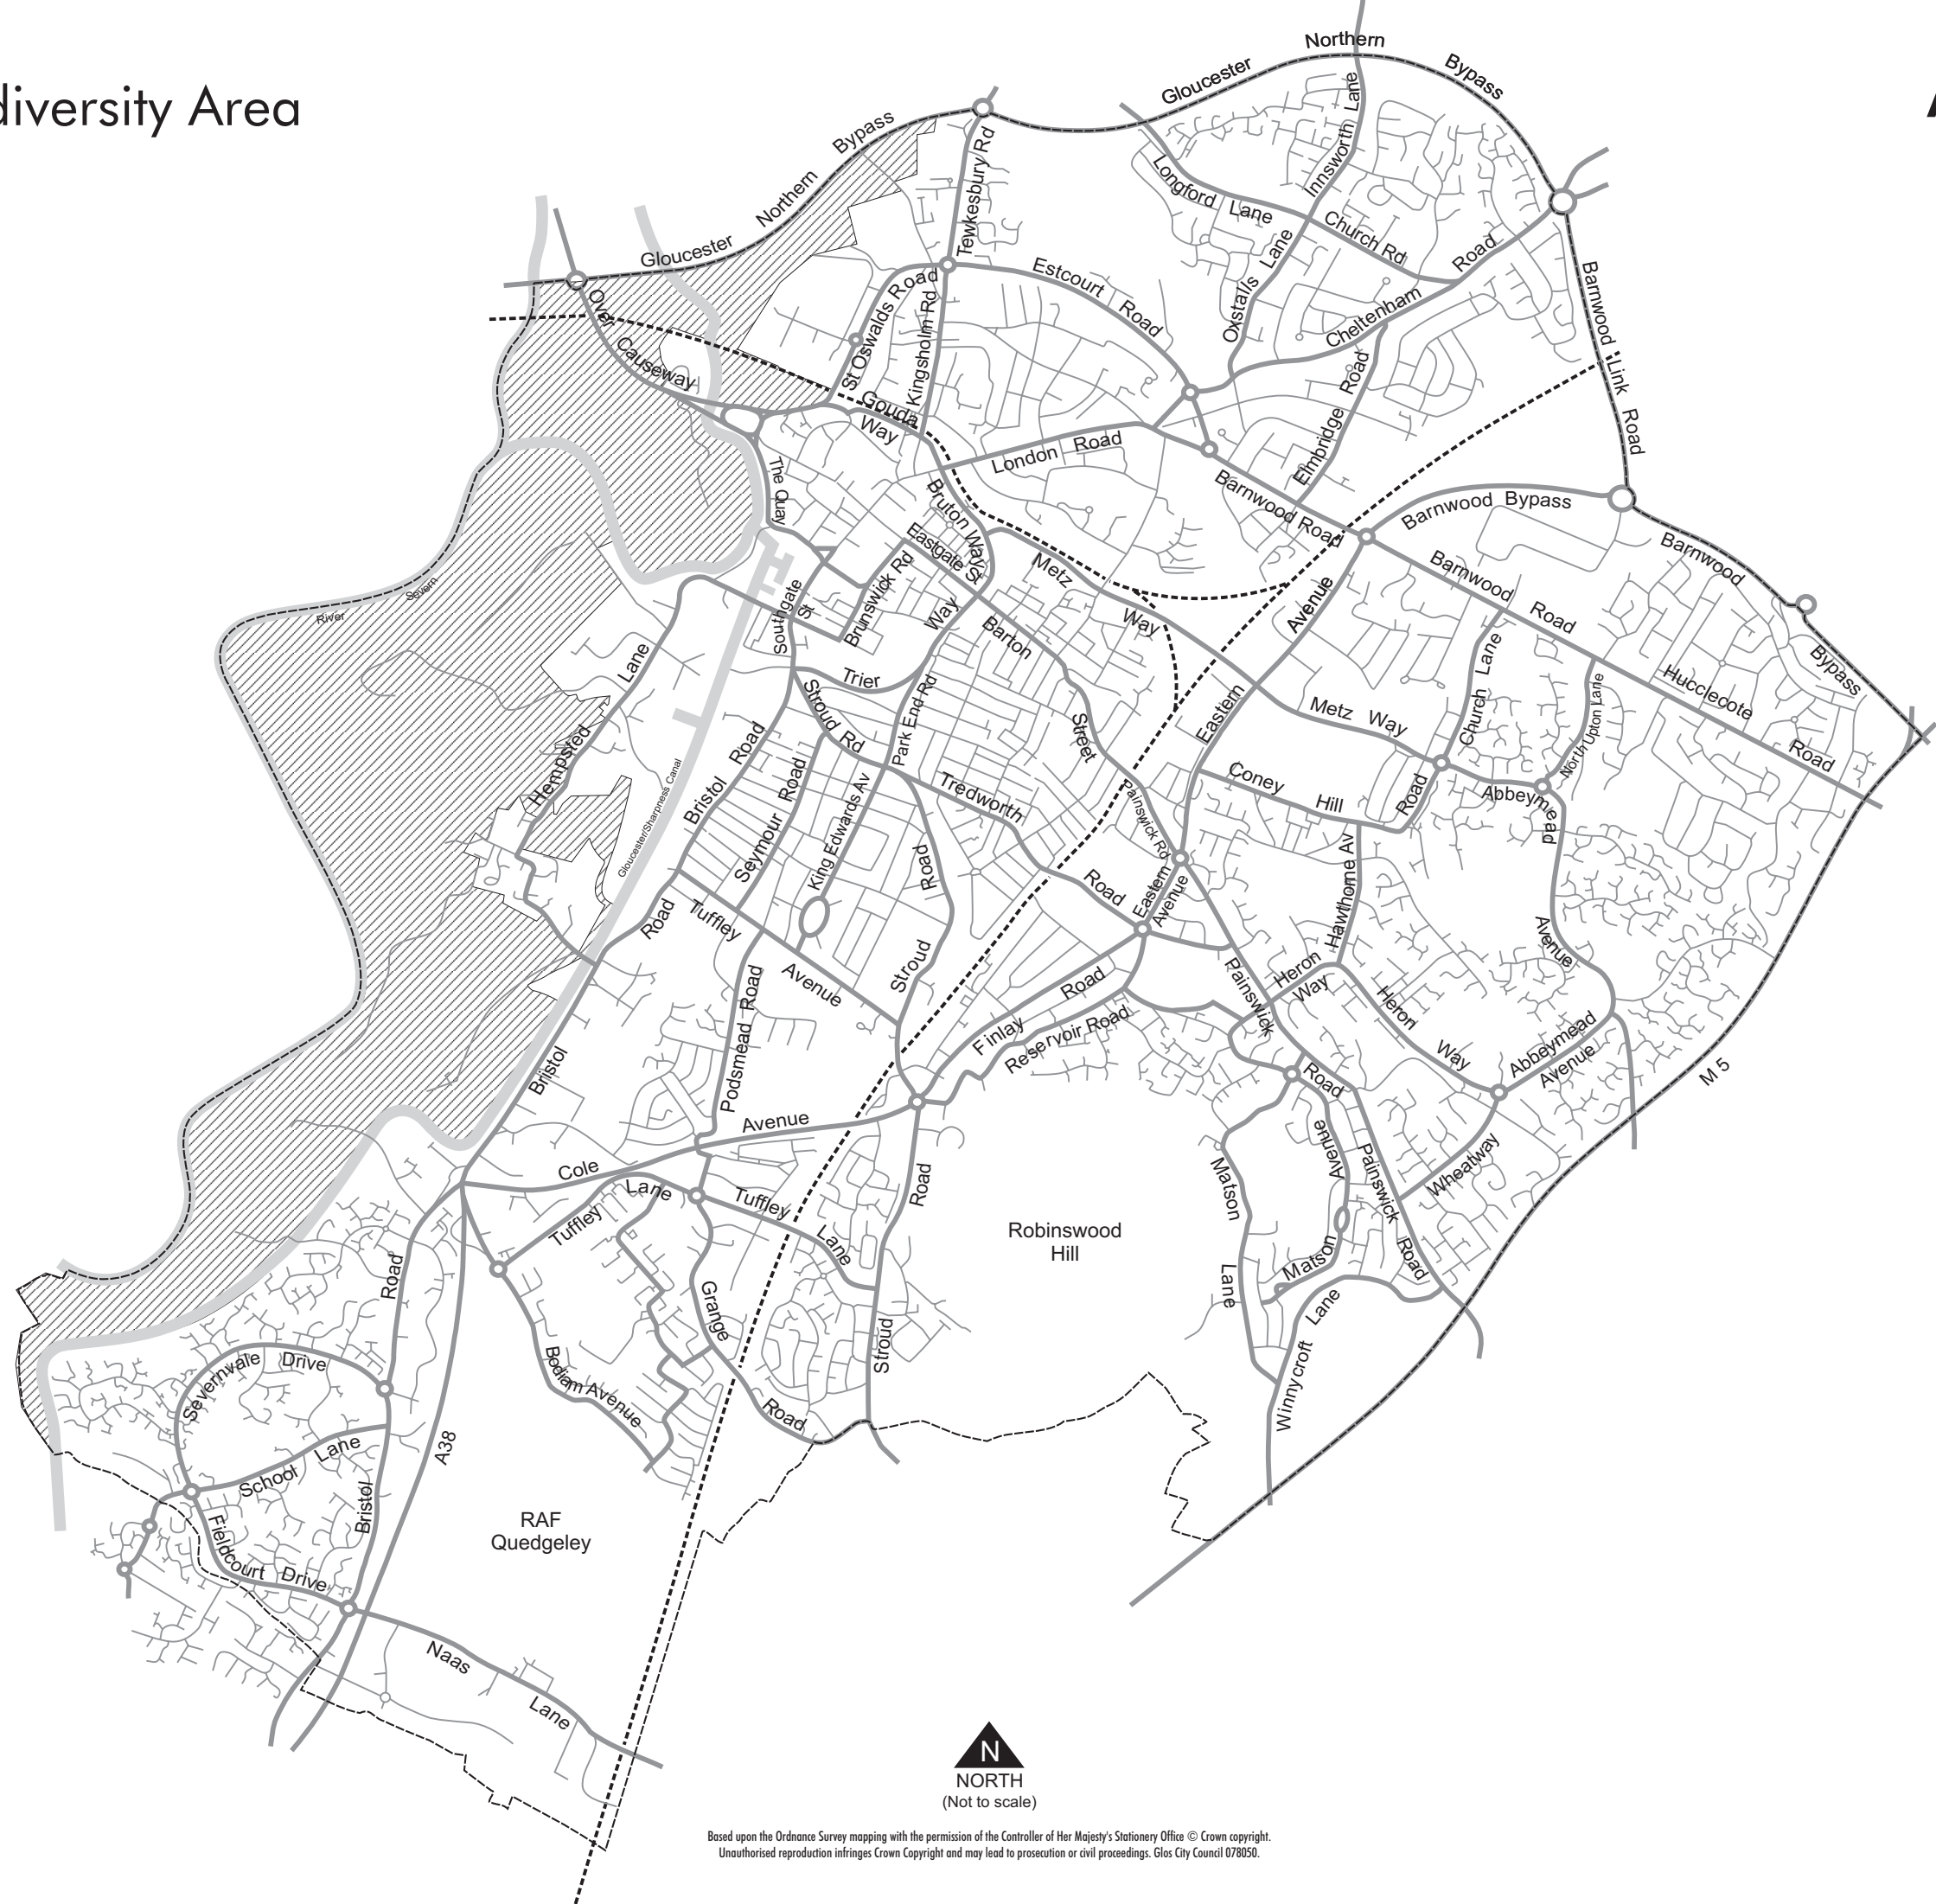 diversity Area
Northern
Gloucester
Bypass
Bypass
Northern
Gloucester
Tewkesbury Rd
Longford Lane
Innsworth Lane
Church Rd
Road
Oxstalls Lane
Cheltenham
Estcourt Road
St Oswalds Road
Kingsholm Rd
Over Causeway
Gouda
Way
Barnwood Link Road
Elmbridge Road
London Road
Barnwood Road
Barnwood Bypass
The Quay
Bruton Way
Eastgate St
Brunswick Rd
Southgate
St
Metz
Way
Avenue
Barnwood
Road
Barnwood
Bypass
River
Severn
Lane
Hempsted
Gloucester/Sharpness Canal
Way
Trier
Barton
Street
Stroud Rd
Park End Rd
Eastern
Metz Way
Church Lane
North Upton Lane
Hucclecote
Road
Bristol Road
Seymour Road
King Edwards Av
Tredworth
Road
Painswick Rd
Coney Hill
Road
Abbeymead
Avenue
Hawthorne Av
Eastern
Avenue
Road
Tuffley
Avenue
Road
Stroud
Podsmead Road
Bristol
Finlay Road
Reservoir Road
Painswick
Heron
Way
Heron
Way
Abbeymead
Avenue
M 5
Road
Avenue
Cole
Lane
Tuffley
Tuffley
Lane
Road
Robinswood
Hill
Matson
Lane
Avenue
Matson
Painswick
Road
Wheatway
Lane
Winnycroft
Grange
Road
Stroud
Bodiam Avenue
Road
Severnvale Drive
School Lane
A38
Bristol
Fieldcourt Drive
RAF
Quedgeley
Naas
Lane
N
NORTH
(Not to scale)
Based upon the Ordnance Survey mapping with the permission of the Controller of Her Majesty's Stationery Office © Crown copyright.
Unauthorised reproduction infringes Crown Copyright and may lead to prosecution or civil proceedings. Glos City Council 078050.